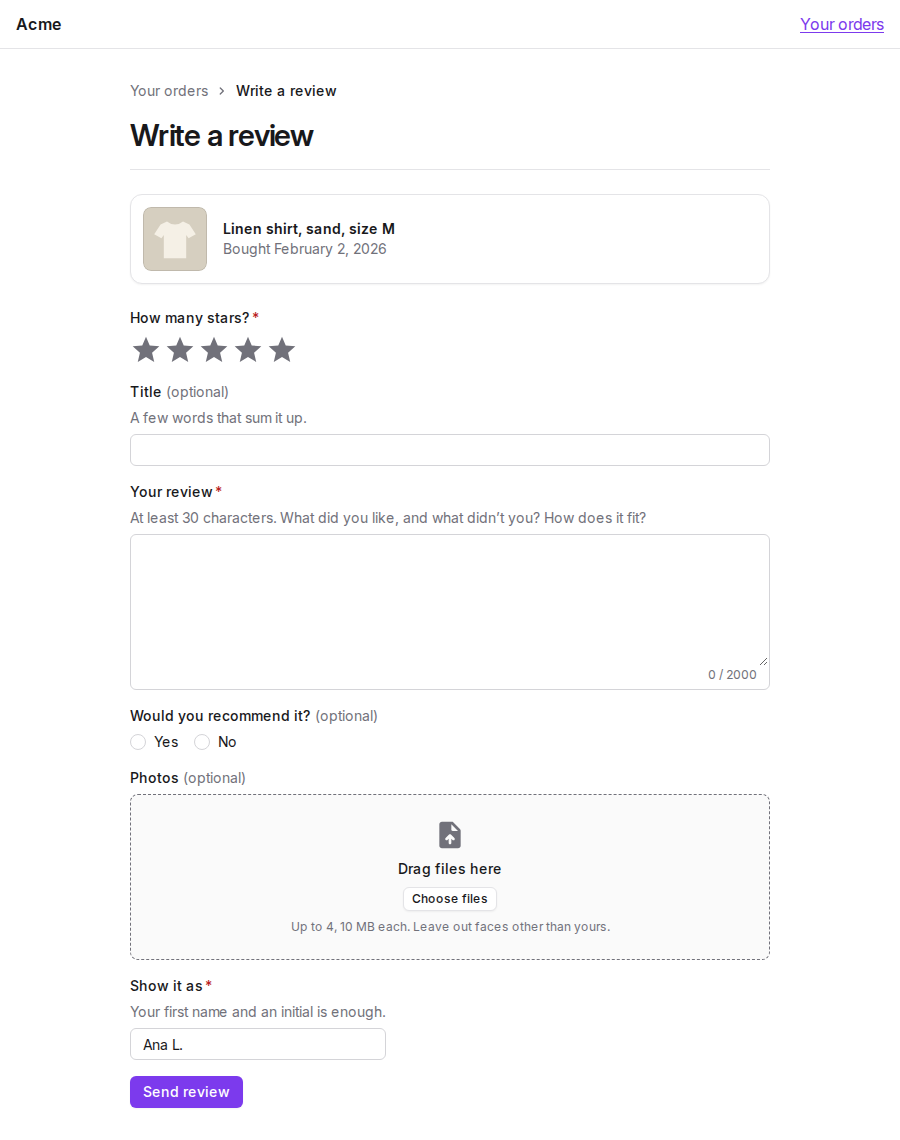 Acme
Your orders
Your orders > Write a review
Write a review
Linen shirt, sand, size M
Bought February 2, 2026
How many stars? *
Title (optional)
A few words that sum it up.
Your review *
At least 30 characters. What did you like, and what didn’t you? How does it fit?
0 / 2000
Would you recommend it? (optional)
Yes
No
Photos (optional)
Drag files here
Choose files
Up to 4, 10 MB each. Leave out faces other than yours.
Show it as *
Your first name and an initial is enough.
Ana L.
Send review